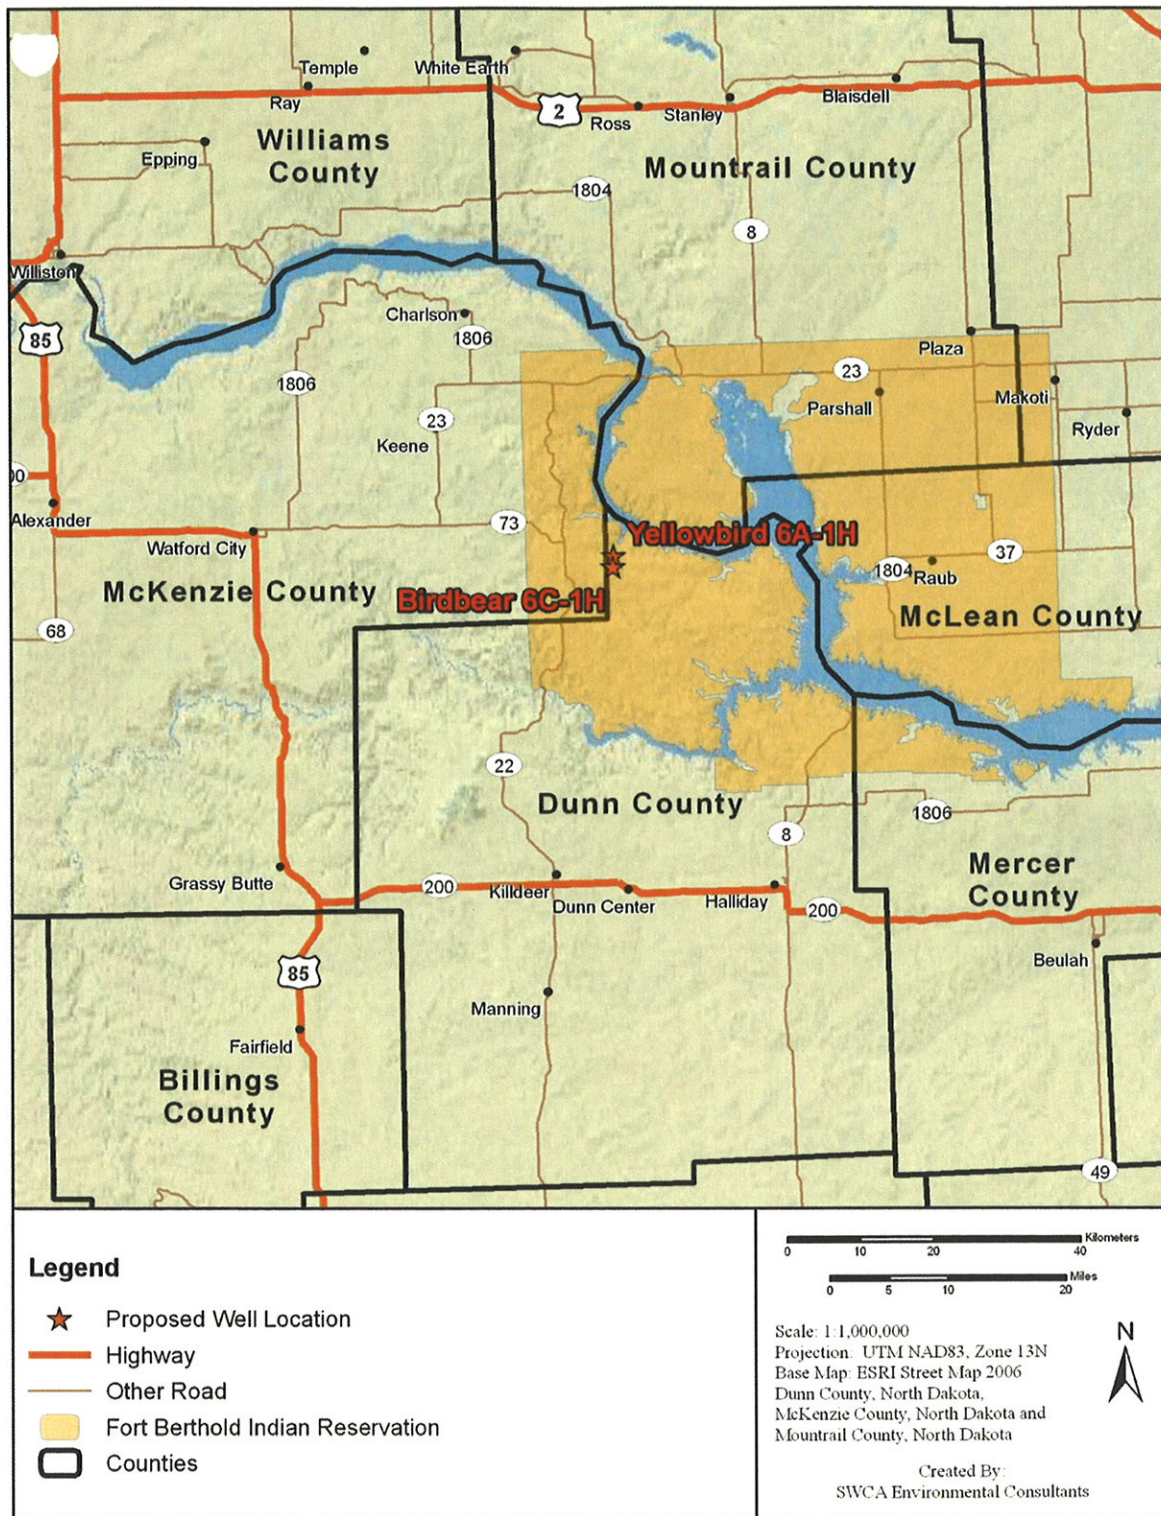 Temple
White Earth
Ray
2
Ross
Stanley
Blaisdell
Williams
County
Epping
Mountrail County
1804
8
Williston
85
Charlson
1806
1806
Plaza
23
Parshall
Makoti
Ryder
23
Keene
Alexander
Watford City
73
Yellowbird 6A-1H
37
1804
Raub
McKenzie County
Birdbear 6C-1H
McLean County
68
22
Dunn County
8
1806
Mercer
County
Grassy Butte
200
Killdeer
Dunn Center
Halliday
200
Beulah
85
Manning
Fairfield
Billings
County
49
Legend
Proposed Well Location
Highway
Other Road
Fort Berthold Indian Reservation
Counties
Kilometers
0 10 20 40
Miles
0 5 10 20
Scale: 1:1,000,000
Projection: UTM NAD83, Zone 13N
Base Map: ESRI Street Map 2006
Dunn County, North Dakota,
McKenzie County, North Dakota and
Mountrail County, North Dakota
N
Created By:
SWCA Environmental Consultants